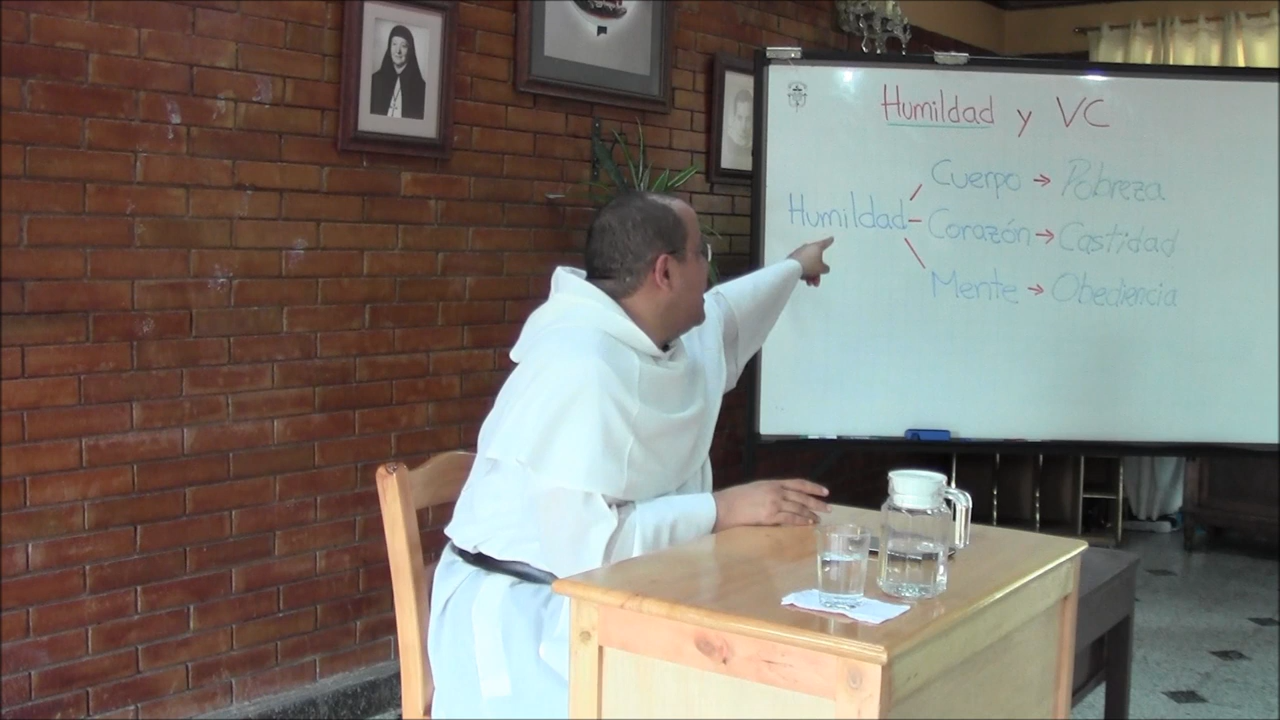 Humildad y VC
Cuerpo → Pobreza
Humildad – Corazón → Castidad
Mente → Obediencia